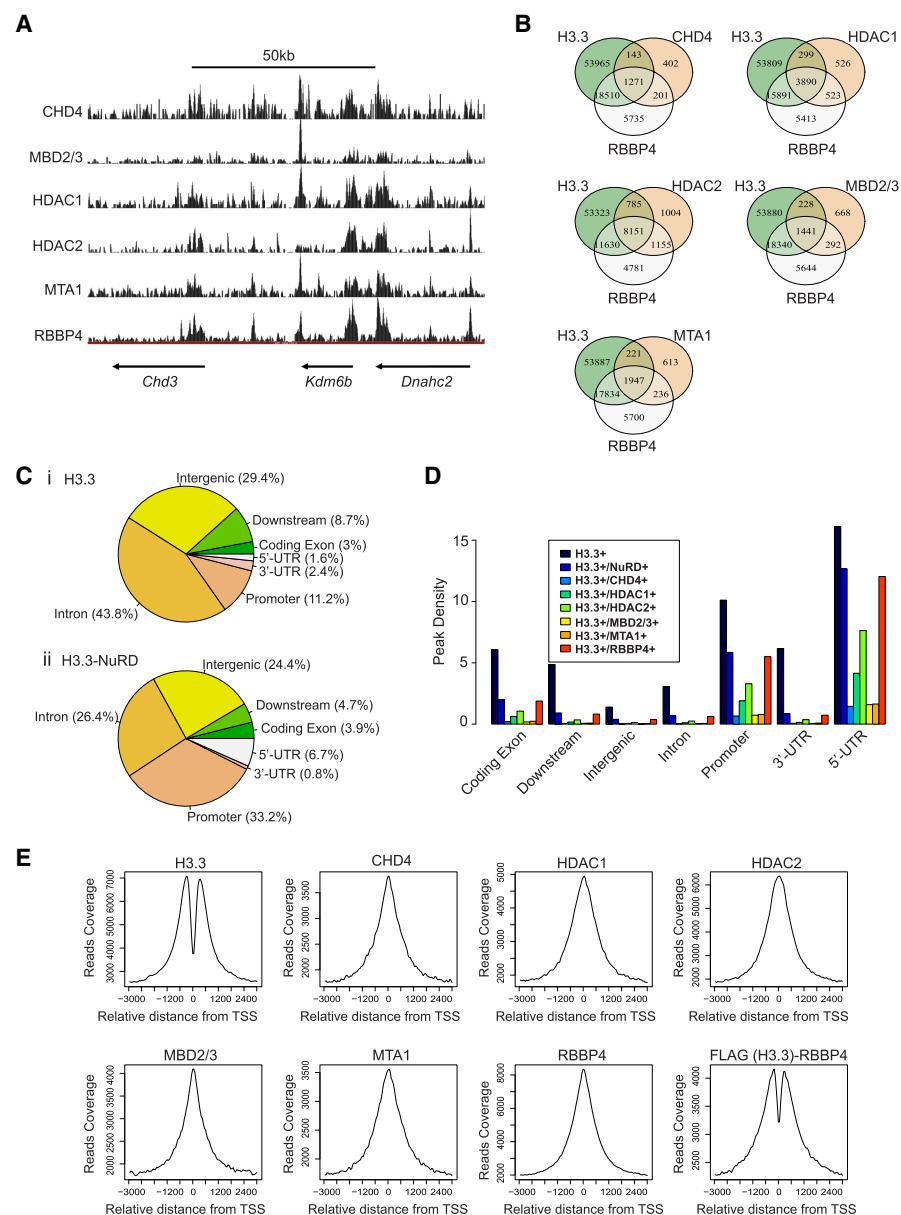 A
50kb
CHD4
MBD2/3
HDAC1
HDAC2
MTA1
RBBP4
Chd3
Kdm6b
Dnahc2
B
H3.3
CHD4
53965
143
402
1271
18510
201
5735
RBBP4
H3.3
HDAC1
53809
299
526
3890
15891
523
5413
RBBP4
H3.3
HDAC2
53323
785
1004
8151
11630
1155
4781
RBBP4
H3.3
MBD2/3
53880
228
668
1441
18340
292
5644
RBBP4
H3.3
MTA1
53887
221
613
1947
17834
236
5700
RBBP4
C
i H3.3
Intergenic (29.4%)
Downstream (8.7%)
Coding Exon (3%)
5'-UTR (1.6%)
3'-UTR (2.4%)
Promoter (11.2%)
Intron (43.8%)
ii H3.3-NuRD
Intergenic (24.4%)
Downstream (4.7%)
Coding Exon (3.9%)
5'-UTR (6.7%)
3'-UTR (0.8%)
Promoter (33.2%)
Intron (26.4%)
D
Peak Density
15
10
5
0
H3.3+
H3.3+/NuRD+
H3.3+/CHD4+
H3.3+/HDAC1+
H3.3+/HDAC2+
H3.3+/MBD2/3+
H3.3+/MTA1+
H3.3+/RBBP4+
Coding Exon
Downstream
Intergenic
Intron
Promoter
3'-UTR
5'-UTR
E
H3.3
Reads Coverage
3000 4000 5000 6000 7000
−3000 −1200 0 1200 2400
Relative distance from TSS
CHD4
Reads Coverage
2000 2500 3000 3500
−3000 −1200 0 1200 2400
Relative distance from TSS
HDAC1
Reads Coverage
2000 3000 4000 5000
−3000 −1200 0 1200 2400
Relative distance from TSS
HDAC2
Reads Coverage
2000 3000 4000 5000 6000
−3000 −1200 0 1200 2400
Relative distance from TSS
MBD2/3
Reads Coverage
2000 2500 3000 3500 4000
−3000 −1200 0 1200 2400
Relative distance from TSS
MTA1
Reads Coverage
2000 2500 3000 3500
−3000 −1200 0 1200 2400
Relative distance from TSS
RBBP4
Reads Coverage
2000 4000 6000 8000
−3000 −1200 0 1200 2400
Relative distance from TSS
FLAG (H3.3)-RBBP4
Reads Coverage
2500 3000 3500 4000
−3000 −1200 0 1200 2400
Relative distance from TSS